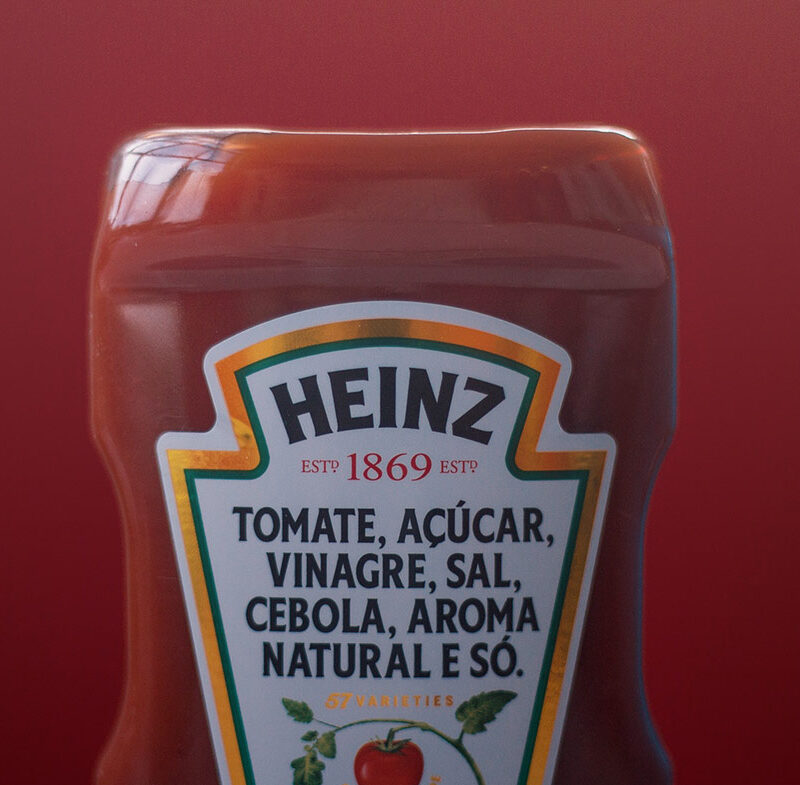 HEINZ
ESTD 1869 ESTD
TOMATE, AÇÚCAR,
VINAGRE, SAL,
CEBOLA, AROMA
NATURAL E SÓ.
57 VARIETIES